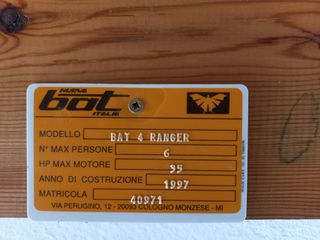 NUOVA
bat
ITALIA
MODELLO BAT 4 RANGER
N° MAX PERSONE 6
HP MAX MOTORE 35
ANNO DI COSTRUZIONE 1997
MATRICOLA 40971
VIA PERUGINO, 12 - 20093 COLOGNO MONZESE - MI